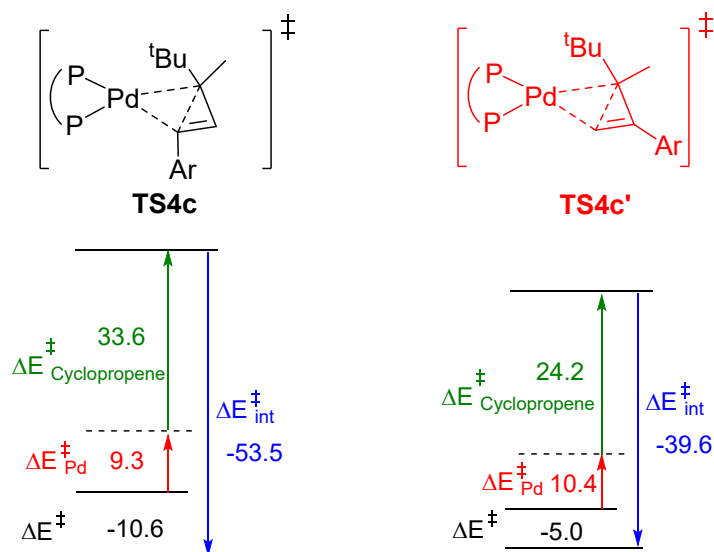 ‡
tBu
P
Pd
P
Ar
TS4c
‡
tBu
P
Pd
P
Ar
TS4c'
33.6
ΔE‡Cyclopropene
ΔE‡int
-53.5
ΔE‡Pd 9.3
ΔE‡ -10.6
24.2
ΔE‡Cyclopropene
ΔE‡int
-39.6
ΔE‡Pd 10.4
ΔE‡ -5.0